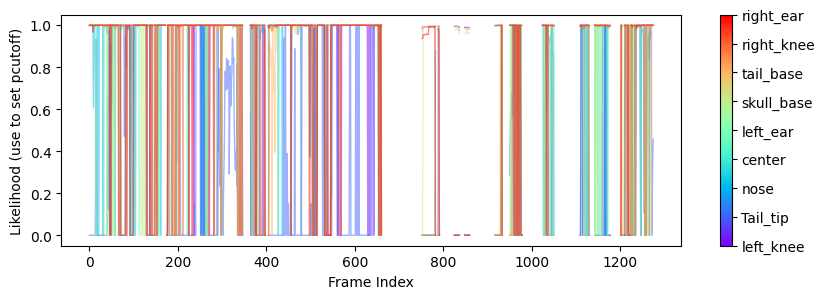 Likelihood (use to set pcutoff)
1.0
0.8
0.6
0.4
0.2
0.0
0
200
400
600
800
1000
1200
Frame Index
right_ear
right_knee
tail_base
skull_base
left_ear
center
nose
Tail_tip
left_knee